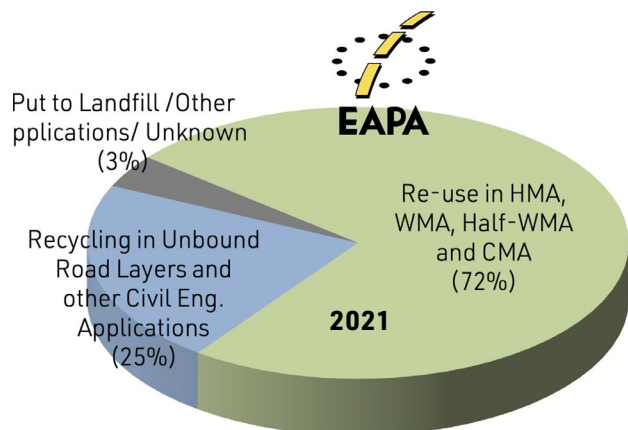 EAPA
Put to Landfill /Other
pplications/ Unknown
(3%)
Re-use in HMA,
WMA, Half-WMA
and CMA
(72%)
Recycling in Unbound
Road Layers and
other Civil Eng.
Applications
(25%)
2021